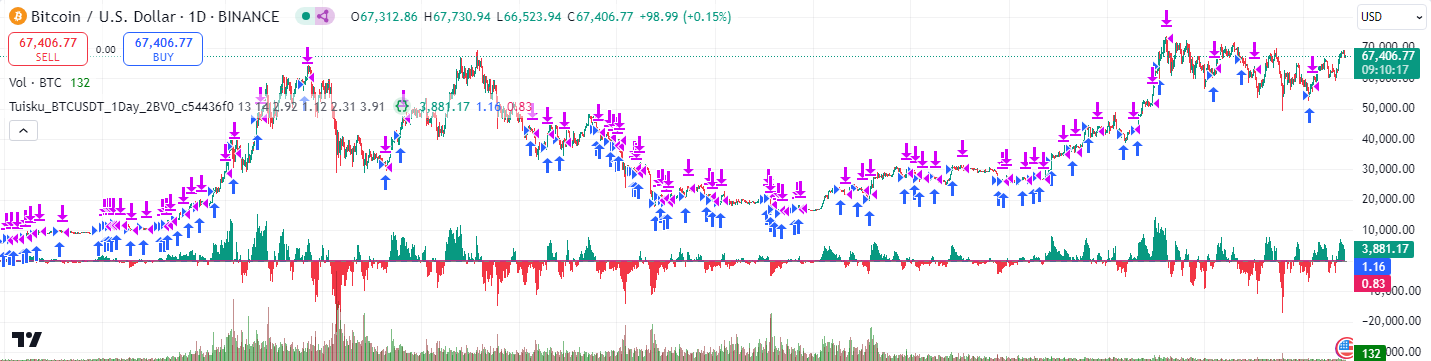 Bitcoin / U.S. Dollar · 1D · BINANCE O67,312.86 H67,730.94 L66,523.94 C67,406.77 +98.99 (+0.15%)
USD
67,406.77 0.00 67,406.77
SELL BUY
Vol · BTC 132
Tuisku_BTCUSDT_1Day_2BV0_c54436f0 13 14 2.92 1.12 2.31 3.91 3,881.17 1.16 0.83
70,000.00
67,406.77
09:10:17
50,000.00
40,000.00
30,000.00
20,000.00
10,000.00
3,881.17
1.16
0.83
-10,000.00
-20,000.00
132